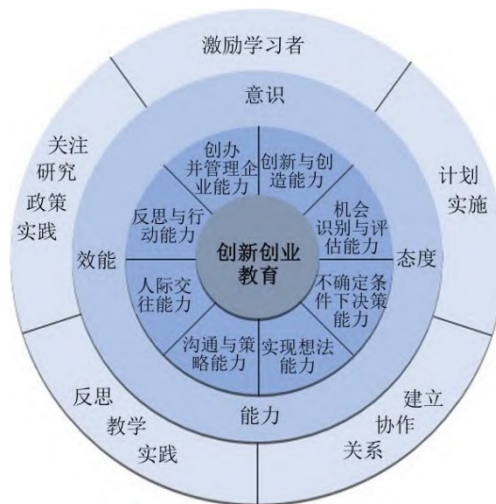 激励学习者
意识
关注
研究
政策
实践
计划
实施
创办
并管理企
业能力
创新与创
造能力
反思与行
动能力
机会
识别与评
估能力
效能
创新创业
教育
态度
人际交
往能力
不确定条
件下决策
能力
沟通与策
略能力
实现想法
能力
能力
反思
教学
实践
建立
协作
关系